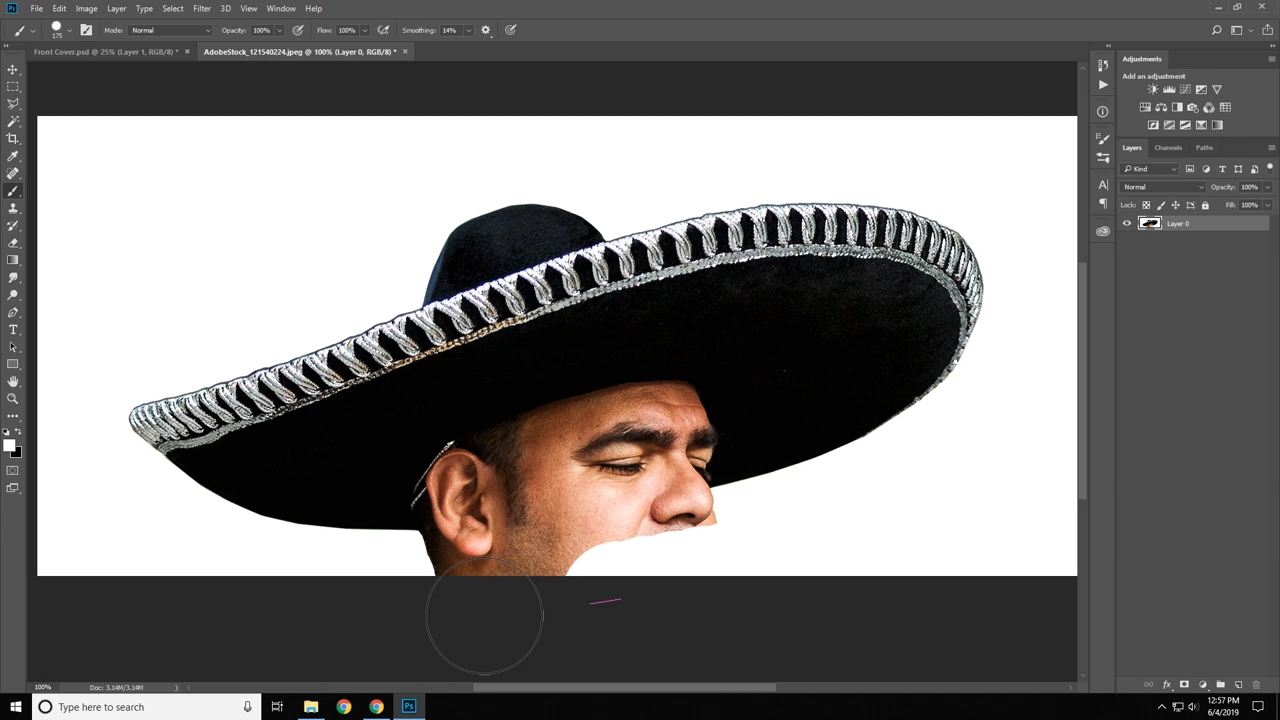 Ps File Edit Image Layer Type Select Filter 3D View Window Help
175 Mode: Normal Opacity: 100% Flow: 100% Smoothing: 14%
Front Cover.psd @ 25% (Layer 1, RGB/8) * × AdobeStock_121540224.jpeg @ 100% (Layer 0, RGB/8) * ×
Adjustments
Add an adjustment
Layers Channels Paths
Kind
Normal Opacity: 100%
Lock: Fill: 100%
Layer 0
100% Doc: 3.14M/3.14M
Type here to search
Ps
12:57 PM
6/4/2019